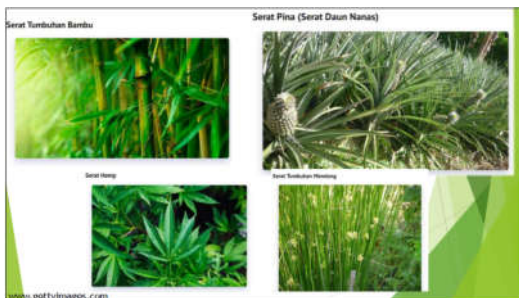 Serat Tumbuhan Bambu
Serat Pina (Serat Daun Nanas)
Serat Hemp
Serat Tumbuhan Mendong
www.gettyimages.com